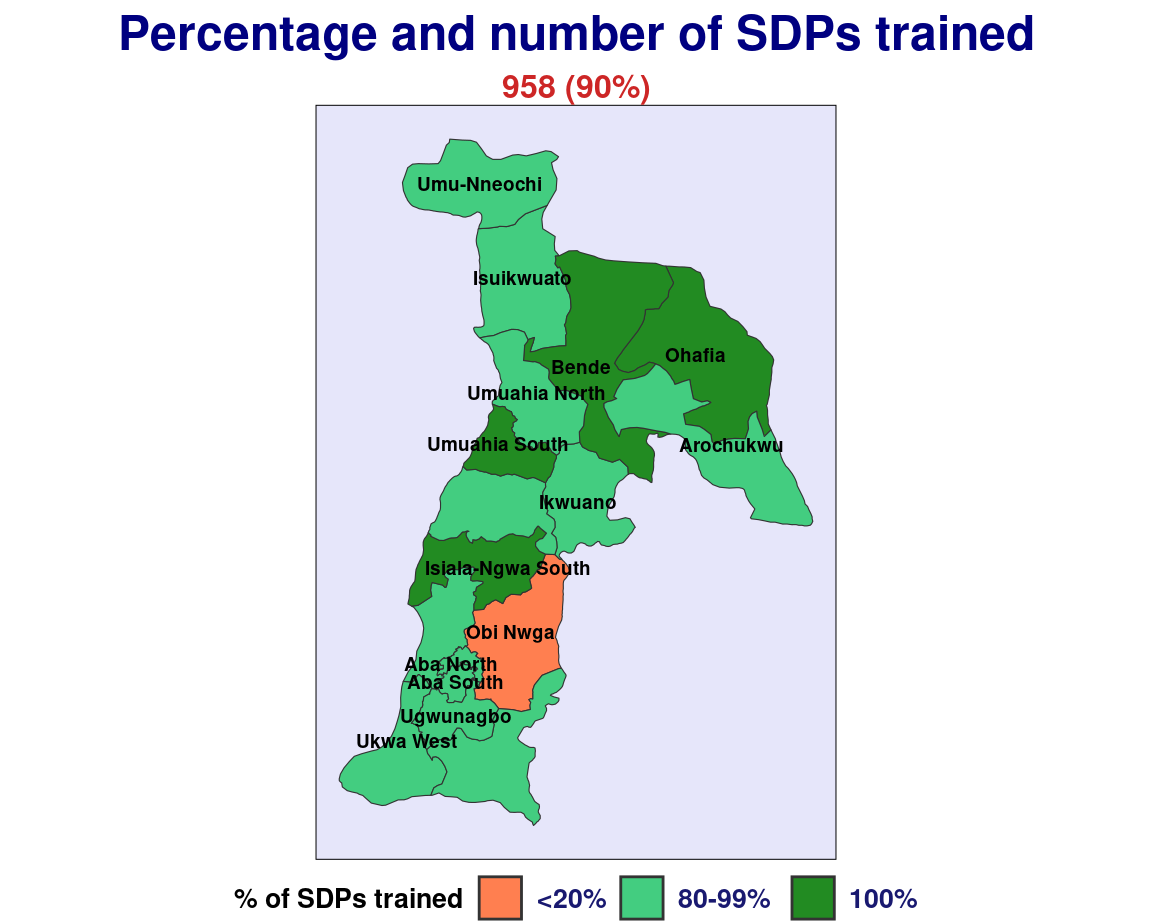 Percentage and number of SDPs trained
958 (90%)
Umu-Nneochi
Isuikwuato
Ohafia
Bende
Umuahia North
Umuahia South
Arochukwu
Ikwuano
Isiala-Ngwa South
Obi Nwga
Aba North
Aba South
Ugwunagbo
Ukwa West
% of SDPs trained <20% 80-99% 100%